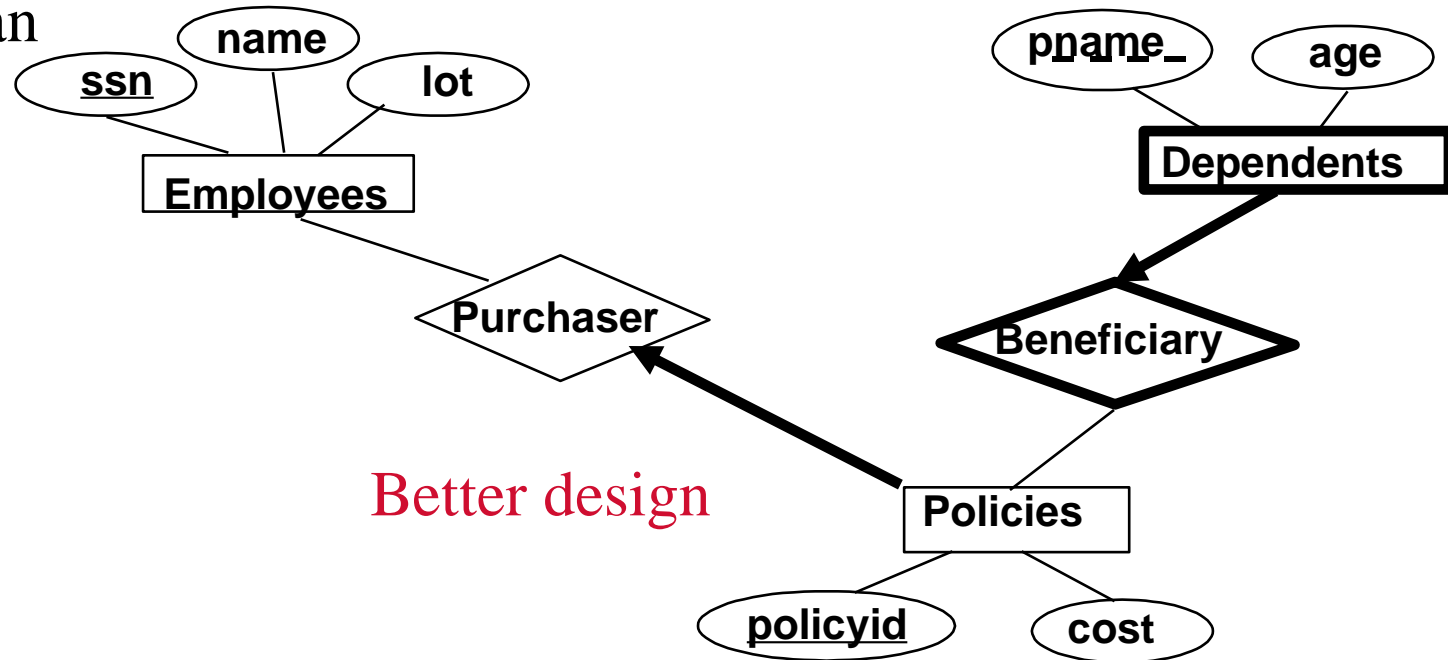 an
name
ssn
lot
Employees
pname
age
Dependents
Purchaser
Beneficiary
Better design
Policies
policyid
cost